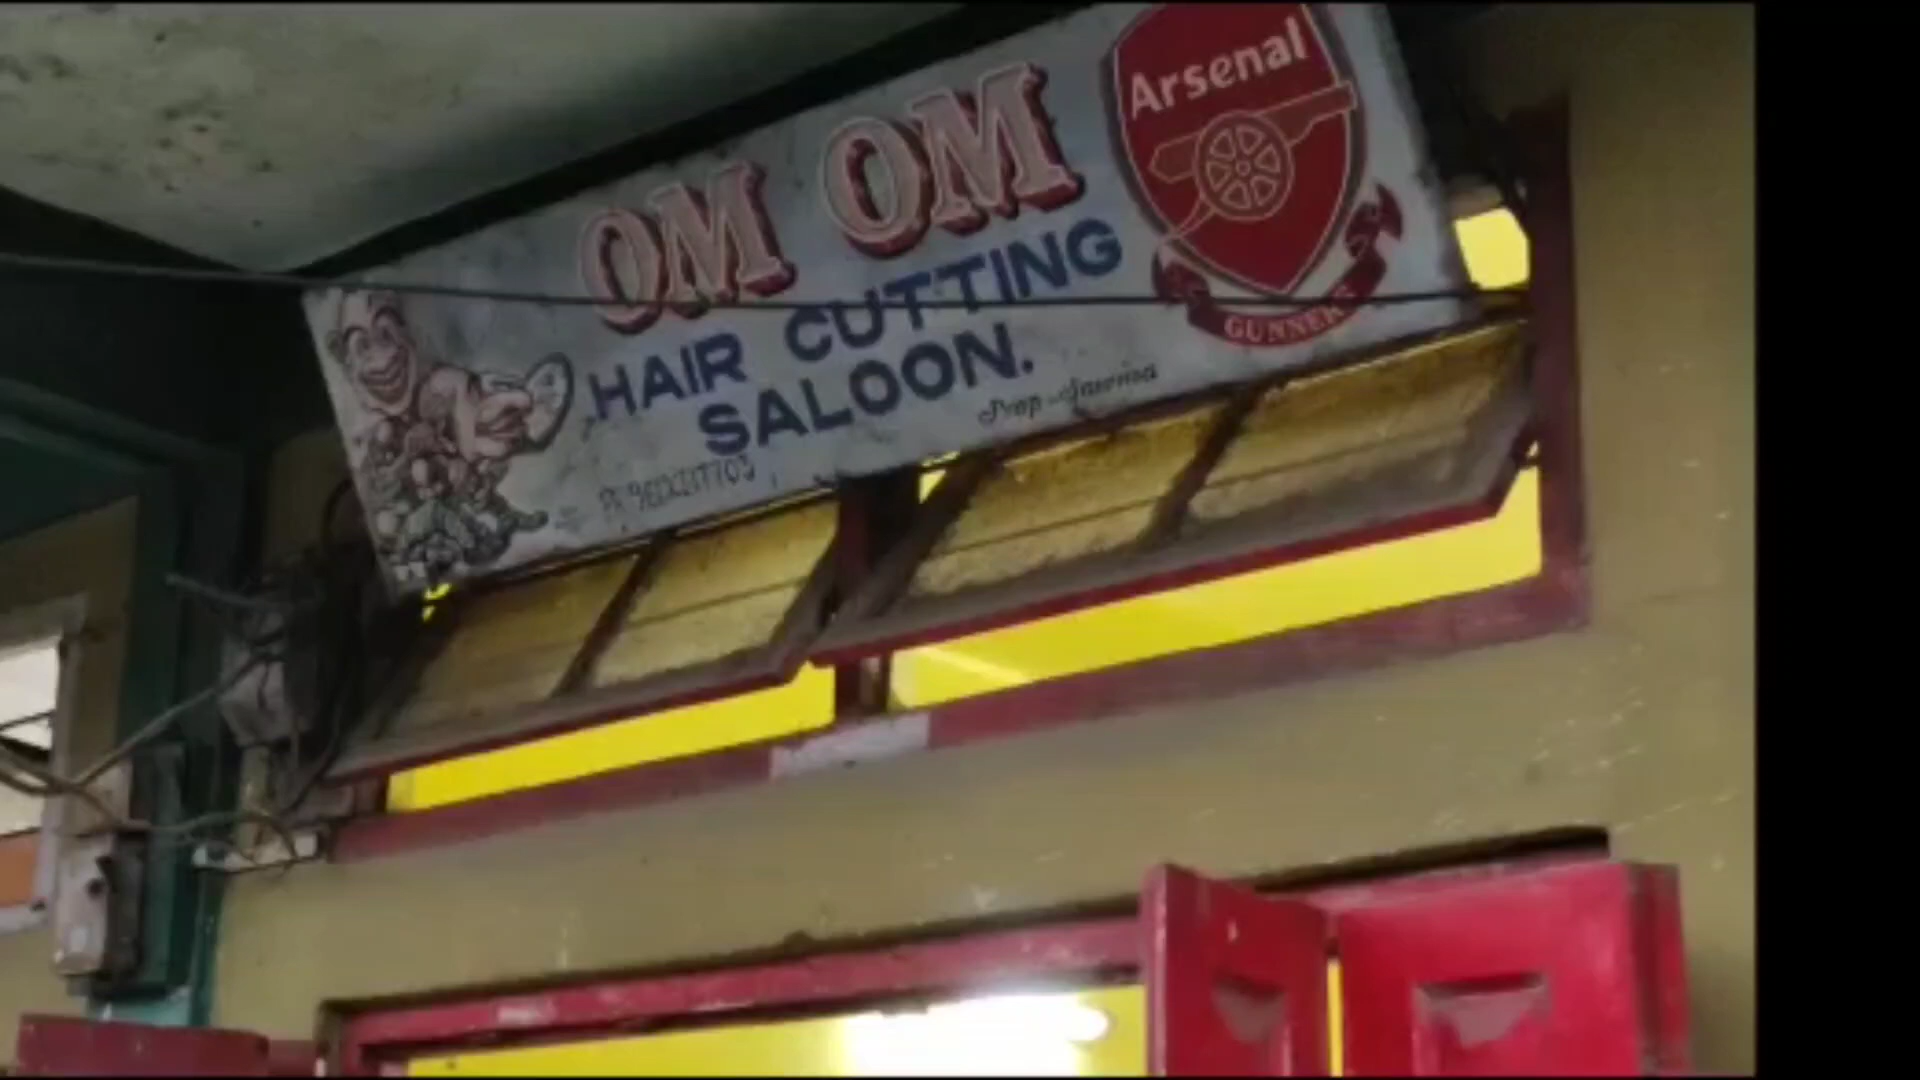 OM OM
HAIR CUTTING
SALOON.
Arsenal
GUNNERS